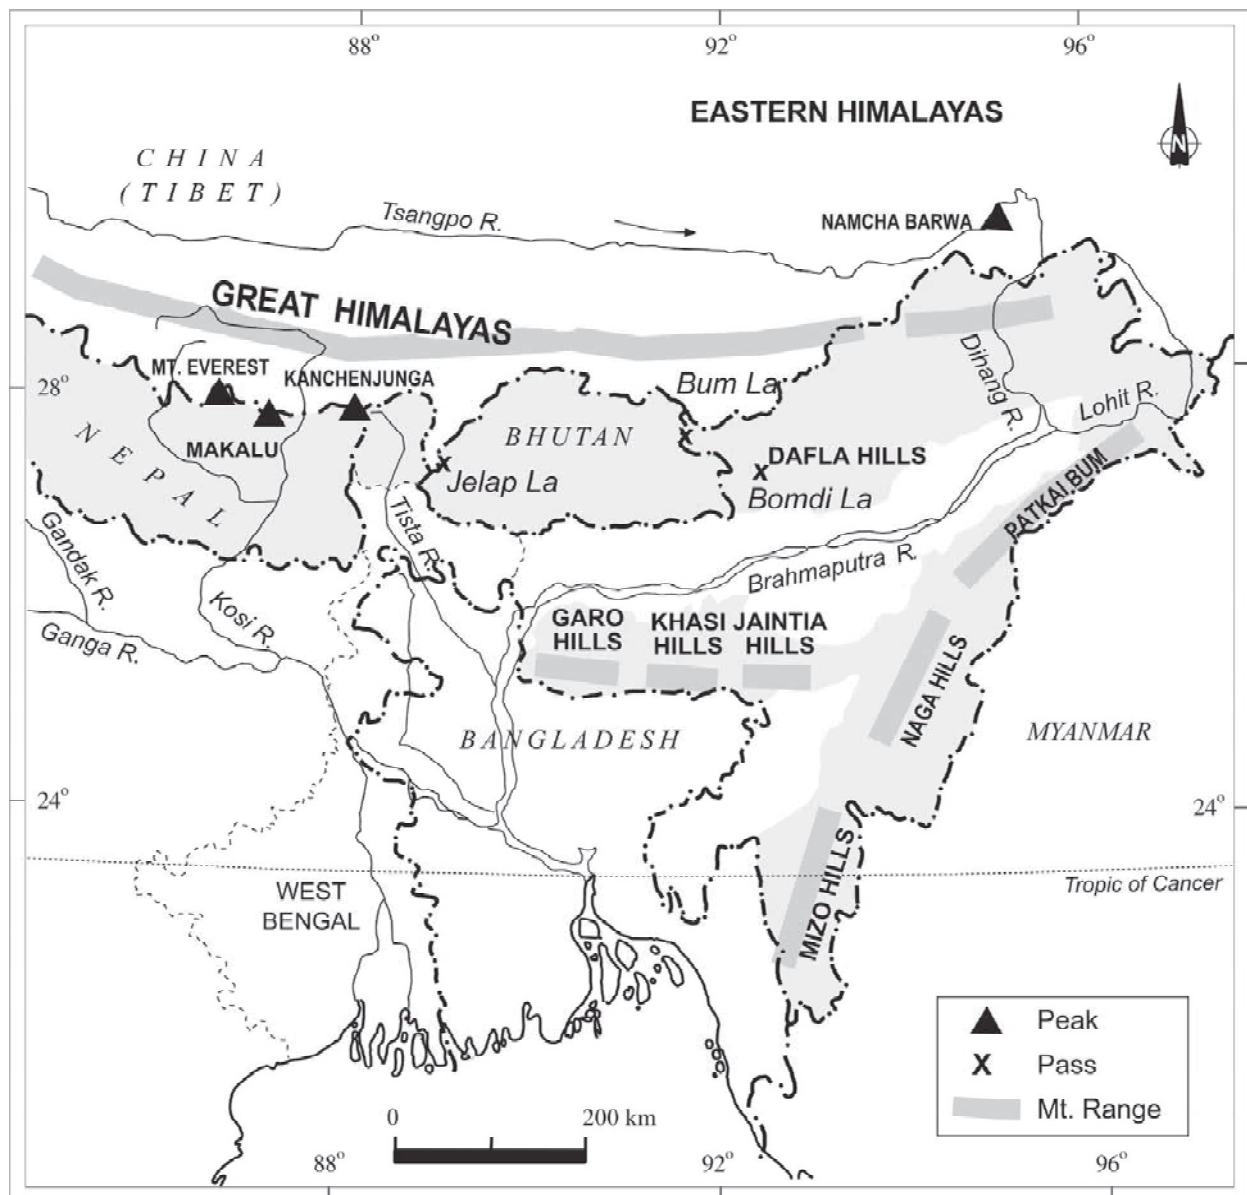 88°
92°
96°
EASTERN HIMALAYAS
N
CHINA
(TIBET)
Tsangpo R.
NAMCHA BARWA
GREAT HIMALAYAS
MT. EVEREST
KANCHENJUNGA
28°
Bum La
Dihang R.
Lohit R.
NEPAL
MAKALU
BHUTAN
DAFLA HILLS
Jelap La
Bomdi La
PATKAI BUM
Tista R.
Gandak R.
Brahmaputra R.
Kosi R.
Ganga R.
GARO
HILLS
KHASI
HILLS
JAINTIA
HILLS
NAGA HILLS
BANGLADESH
MYANMAR
24°
24°
MIZO HILLS
WEST
BENGAL
Tropic of Cancer
Peak
X Pass
Mt. Range
0 200 km
88°
92°
96°